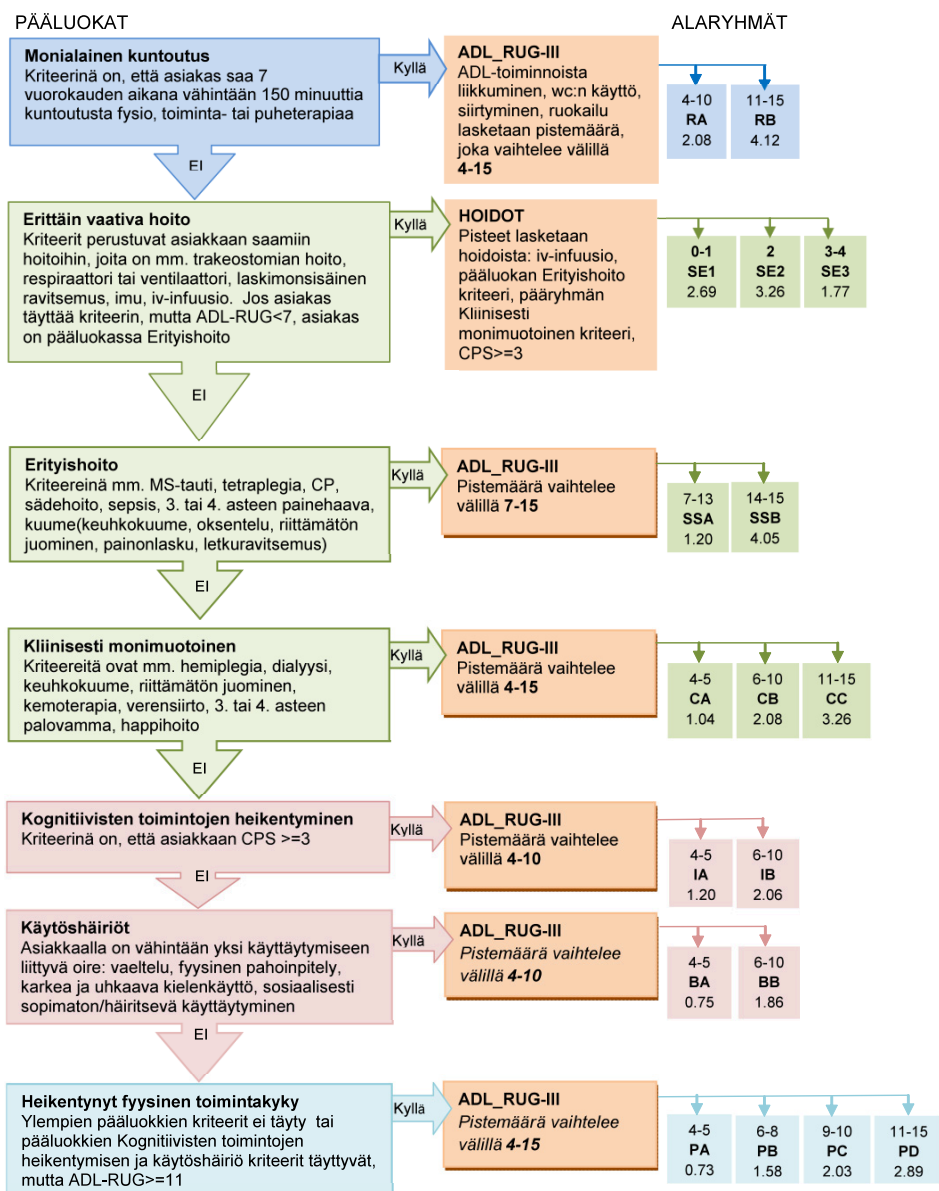 PÄÄLUOKAT
ALARYHMÄT
Monialainen kuntoutus
Kriteerinä on, että asiakas saa 7
vuorokauden aikana vähintään 150 minuuttia
kuntoutusta fysio, toiminta- tai puheterapiaa
Kyllä
ADL_RUG-III
ADL-toiminnoista
liikkuminen, wc:n käyttö,
siirtyminen, ruokailu
lasketaan pistemäärä,
joka vaihtelee välillä
4-15
4-10
RA
2.08
11-15
RB
4.12
EI
Erittäin vaativa hoito
Kriteerit perustuvat asiakkaan saamiin
hoitoihin, joita on mm. trakeostomian hoito,
respiraattori tai ventilaattori, laskimonsisäinen
ravitsemus, imu, iv-infuusio. Jos asiakas
täyttää kriteerin, mutta ADL-RUG<7, asiakas
on pääluokassa Erityishoito
Kyllä
HOIDOT
Pisteet lasketaan
hoidoista: iv-infuusio,
pääluokan Erityishoito
kriteeri, pääryhmän
Kliinisesti
monimuotoinen kriteeri,
CPS>=3
0-1
SE1
2.69
2
SE2
3.26
3-4
SE3
1.77
EI
Erityishoito
Kriteereinä mm. MS-tauti, tetraplegia, CP,
sädehoito, sepsis, 3. tai 4. asteen painehaava,
kuume(keuhkokuume, oksentelu, riittämätön
juominen, painonlasku, letkuravitsemus)
Kyllä
ADL_RUG-III
Pistemäärä vaihtelee
välillä 7-15
7-13
SSA
1.20
14-15
SSB
4.05
EI
Kliinisesti monimuotoinen
Kriteereitä ovat mm. hemiplegia, dialyysi,
keuhkokuume, riittämätön juominen,
kemoterapia, verensiirto, 3. tai 4. asteen
palovamma, happihoito
Kyllä
ADL_RUG-III
Pistemäärä vaihtelee
välillä 4-15
4-5
CA
1.04
6-10
CB
2.08
11-15
CC
3.26
EI
Kognitiivisten toimintojen heikentyminen
Kriteerinä on, että asiakkaan CPS >=3
Kyllä
ADL_RUG-III
Pistemäärä vaihtelee
välillä 4-10
4-5
IA
1.20
6-10
IB
2.06
EI
Käytöshäiriöt
Asiakkaalla on vähintään yksi käyttäytymiseen
liittyvä oire: vaeltelu, fyysinen pahoinpitely,
karkea ja uhkaava kielenkäyttö, sosiaalisesti
sopimaton/häiritsevä käyttäytyminen
Kyllä
ADL_RUG-III
Pistemäärä vaihtelee
välillä 4-10
4-5
BA
0.75
6-10
BB
1.86
EI
Heikentynyt fyysinen toimintakyky
Ylempien pääluokkien kriteerit ei täyty tai
pääluokkien Kognitiivisten toimintojen
heikentymisen ja käytöshäiriö kriteerit täyttyvät,
mutta ADL-RUG>=11
Kyllä
ADL_RUG-III
Pistemäärä vaihtelee
välillä 4-15
4-5
PA
0.73
6-8
PB
1.58
9-10
PC
2.03
11-15
PD
2.89